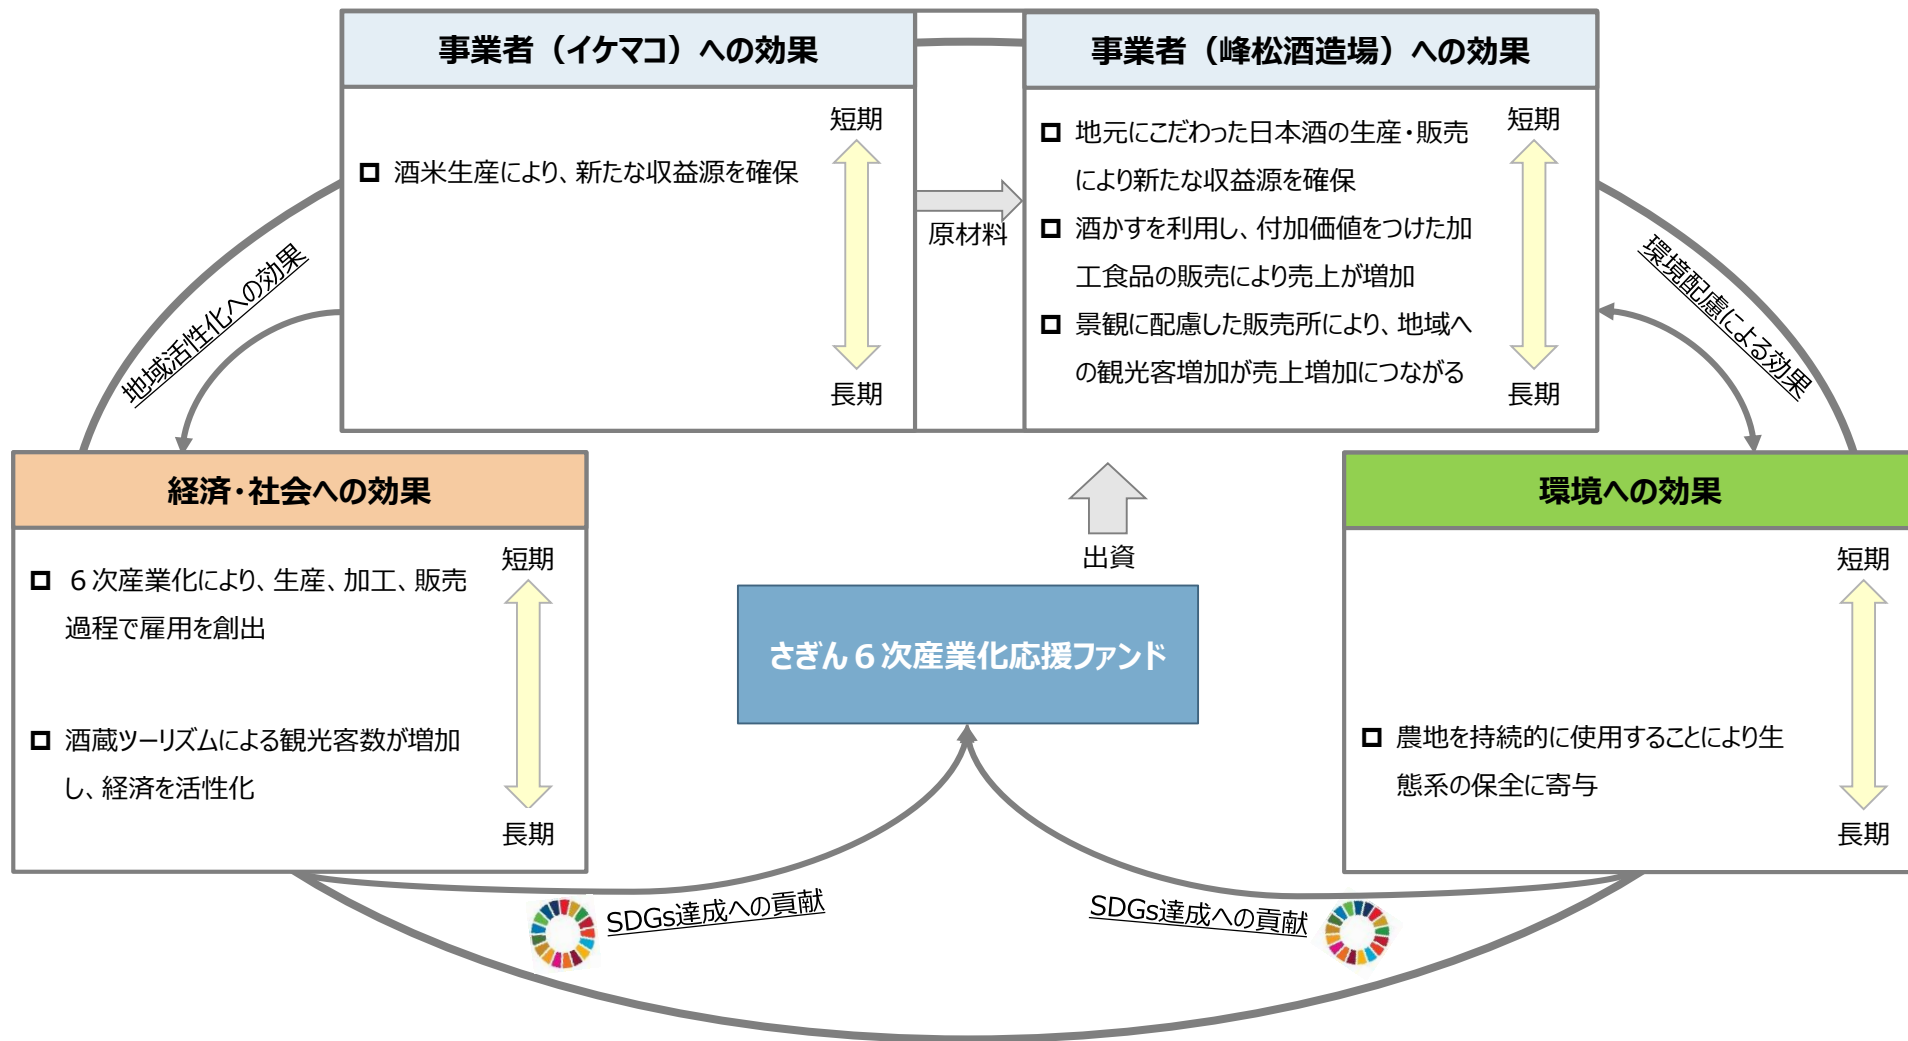 事業者（イケマコ）への効果
短期
酒米生産により、新たな収益源を確保
長期
原材料
事業者（峰松酒造場）への効果
短期
地元にこだわった日本酒の生産・販売
により新たな収益源を確保
酒かすを利用し、付加価値をつけた加
工食品の販売により売上が増加
景観に配慮した販売所により、地域へ
の観光客増加が売上増加につながる
長期
地域活性化への効果
環境配慮による効果
経済・社会への効果
短期
６次産業化により、生産、加工、販売
過程で雇用を創出
酒蔵ツーリズムによる観光客数が増加
し、経済を活性化
長期
出資
さぎん６次産業化応援ファンド
環境への効果
短期
農地を持続的に使用することにより生
態系の保全に寄与
長期
SDGs達成への貢献
SDGs達成への貢献